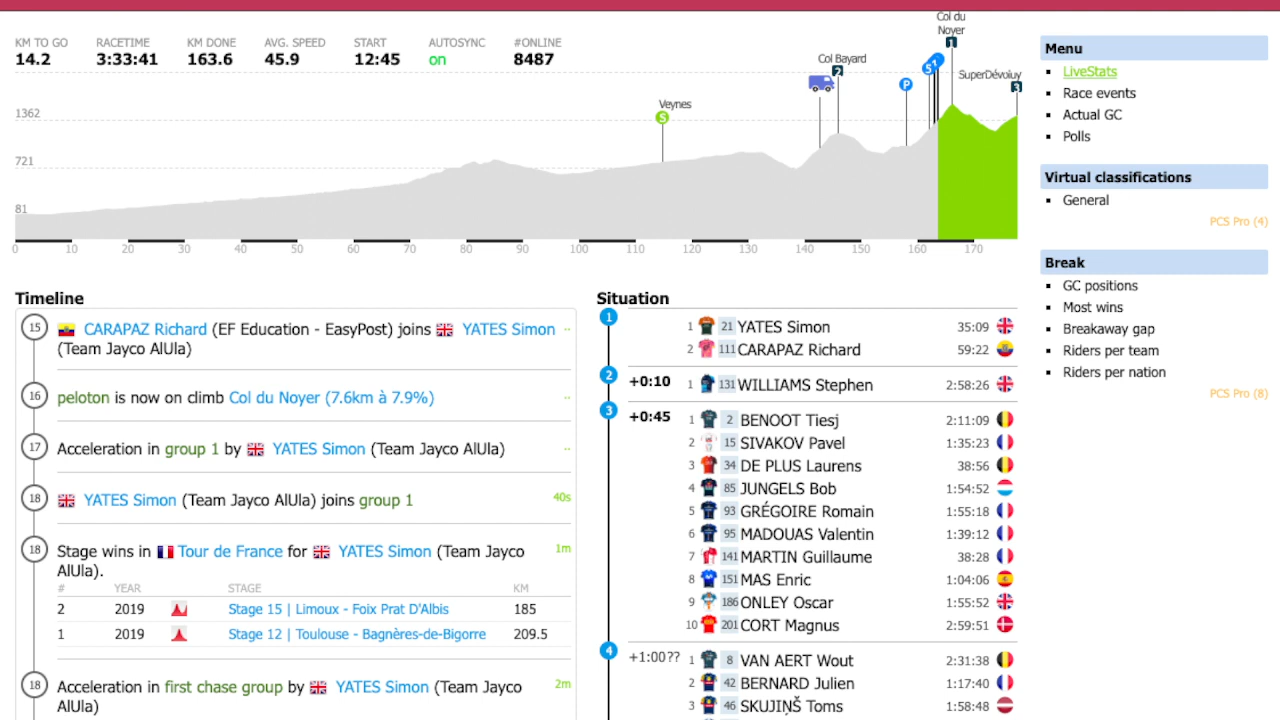 KM TO GO RACETIME KM DONE AVG. SPEED START AUTOSYNC #ONLINE
14.2 3:33:41 163.6 45.9 12:45 on 8487
Col du
Noyer
1
Col Bayard
2
SuperDévoluy
3
P
5 1
Veynes
S
1362
721
81
0 10 20 30 40 50 60 70 80 90 100 110 120 130 140 150 160 170
Menu
LiveStats
Race events
Actual GC
Polls
Virtual classifications
General
PCS Pro (4)
Break
GC positions
Most wins
Breakaway gap
Riders per team
Riders per nation
PCS Pro (8)
Timeline
15 CARAPAZ Richard (EF Education - EasyPost) joins YATES Simon
(Team Jayco AlUla)
16 peloton is now on climb Col du Noyer (7.6km à 7.9%)
17 Acceleration in group 1 by YATES Simon (Team Jayco AlUla)
18 YATES Simon (Team Jayco AlUla) joins group 1 40s
18 Stage wins in Tour de France for YATES Simon (Team Jayco 1m
AlUla).
# YEAR STAGE KM
2 2019 Stage 15 | Limoux - Foix Prat D'Albis 185
1 2019 Stage 12 | Toulouse - Bagnères-de-Bigorre 209.5
18 Acceleration in first chase group by YATES Simon (Team Jayco 2m
AlUla)
Situation
1
1 21 YATES Simon 35:09
2 111 CARAPAZ Richard 59:22
2 +0:10 1 131 WILLIAMS Stephen 2:58:26
3 +0:45 1 2 BENOOT Tiesj 2:11:09
2 15 SIVAKOV Pavel 1:35:23
3 34 DE PLUS Laurens 38:56
4 85 JUNGELS Bob 1:54:52
5 93 GRÉGOIRE Romain 1:55:18
6 95 MADOUAS Valentin 1:39:12
7 141 MARTIN Guillaume 38:28
8 151 MAS Enric 1:04:06
9 186 ONLEY Oscar 1:55:52
10 201 CORT Magnus 2:59:51
4 +1:00?? 1 8 VAN AERT Wout 2:31:38
2 42 BERNARD Julien 1:17:40
3 46 SKUJIŅŠ Toms 1:58:48